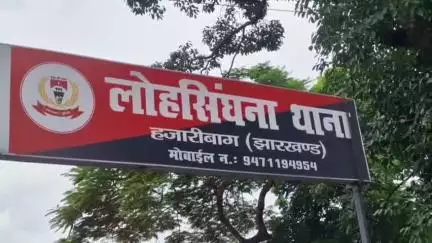 लोहसिंघना थाना
हजारीबाग (झारखण्ड)
मोबाईल न.: 9471194954